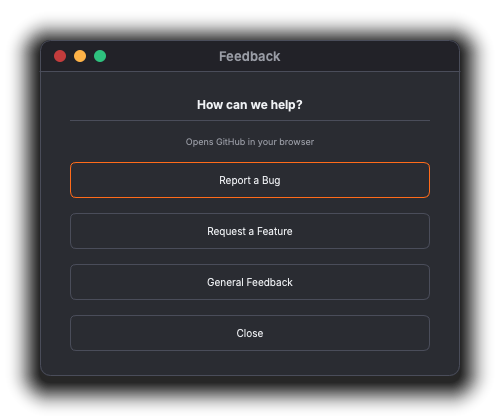 Feedback
How can we help?
Opens GitHub in your browser
Report a Bug
Request a Feature
General Feedback
Close